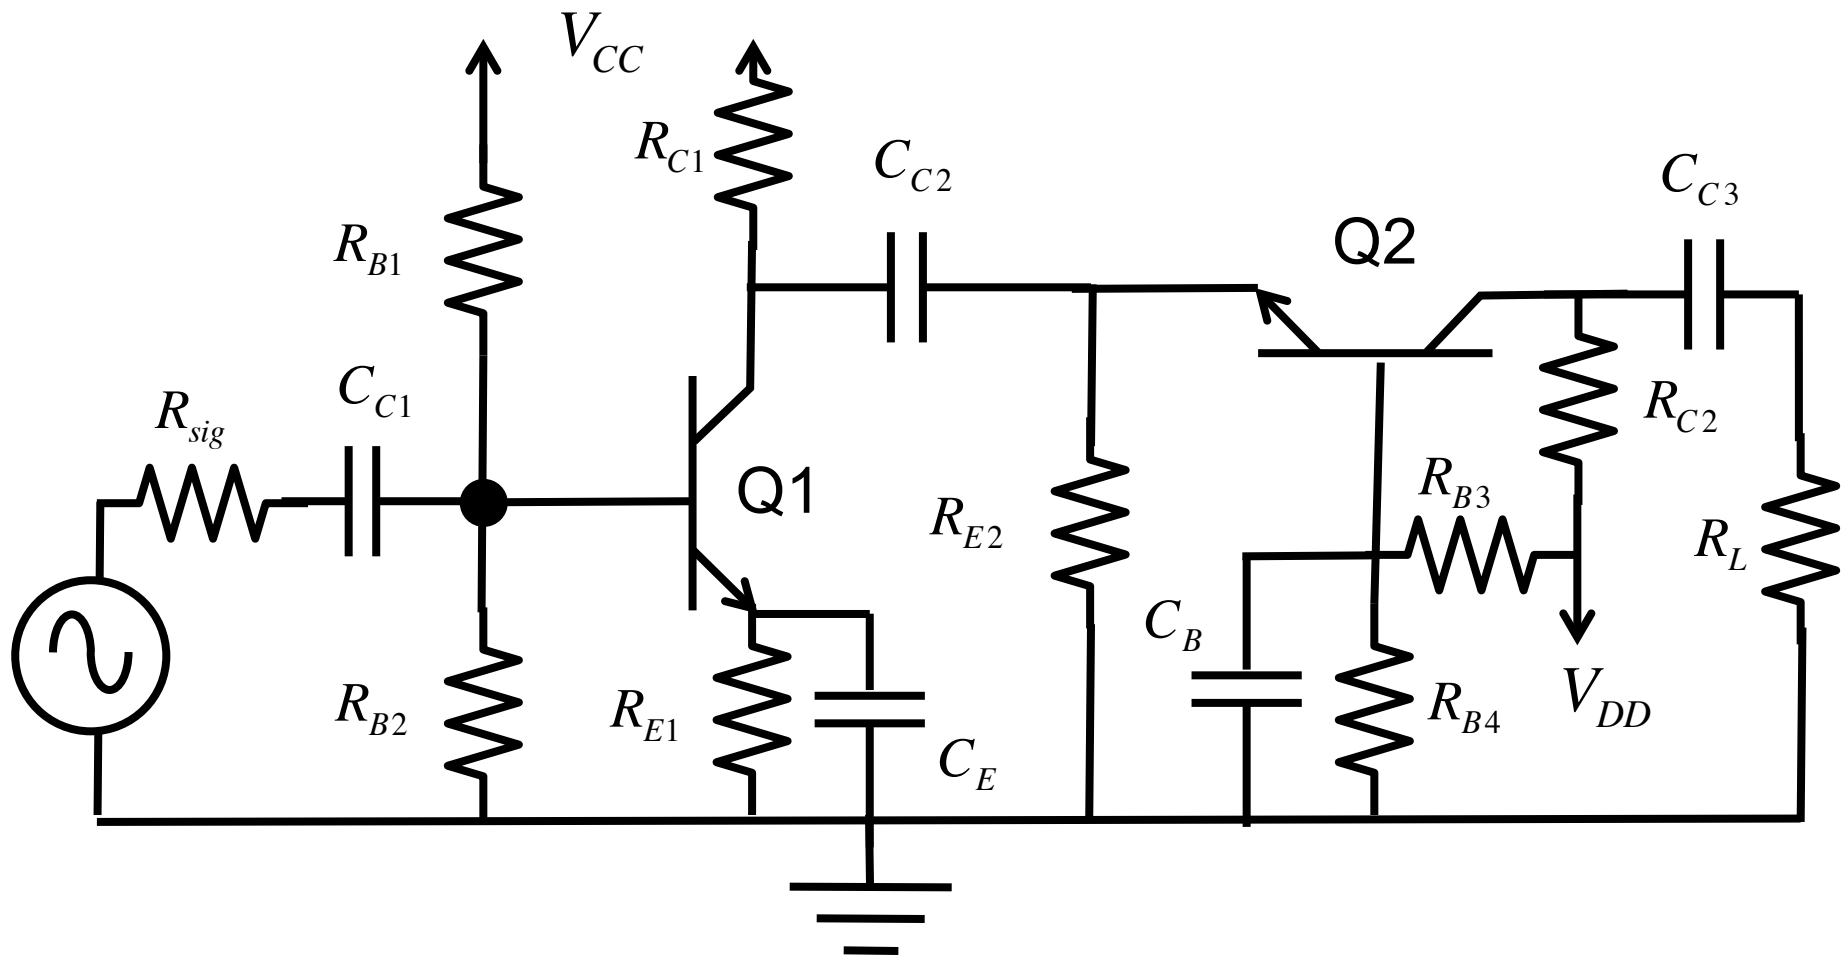 V_CC
R_C1
C_C2
C_C3
Q2
R_B1
C_C1
R_sig
R_C2
Q1
R_B3
R_E2
R_L
C_B
R_B2
R_E1
R_B4
V_DD
C_E